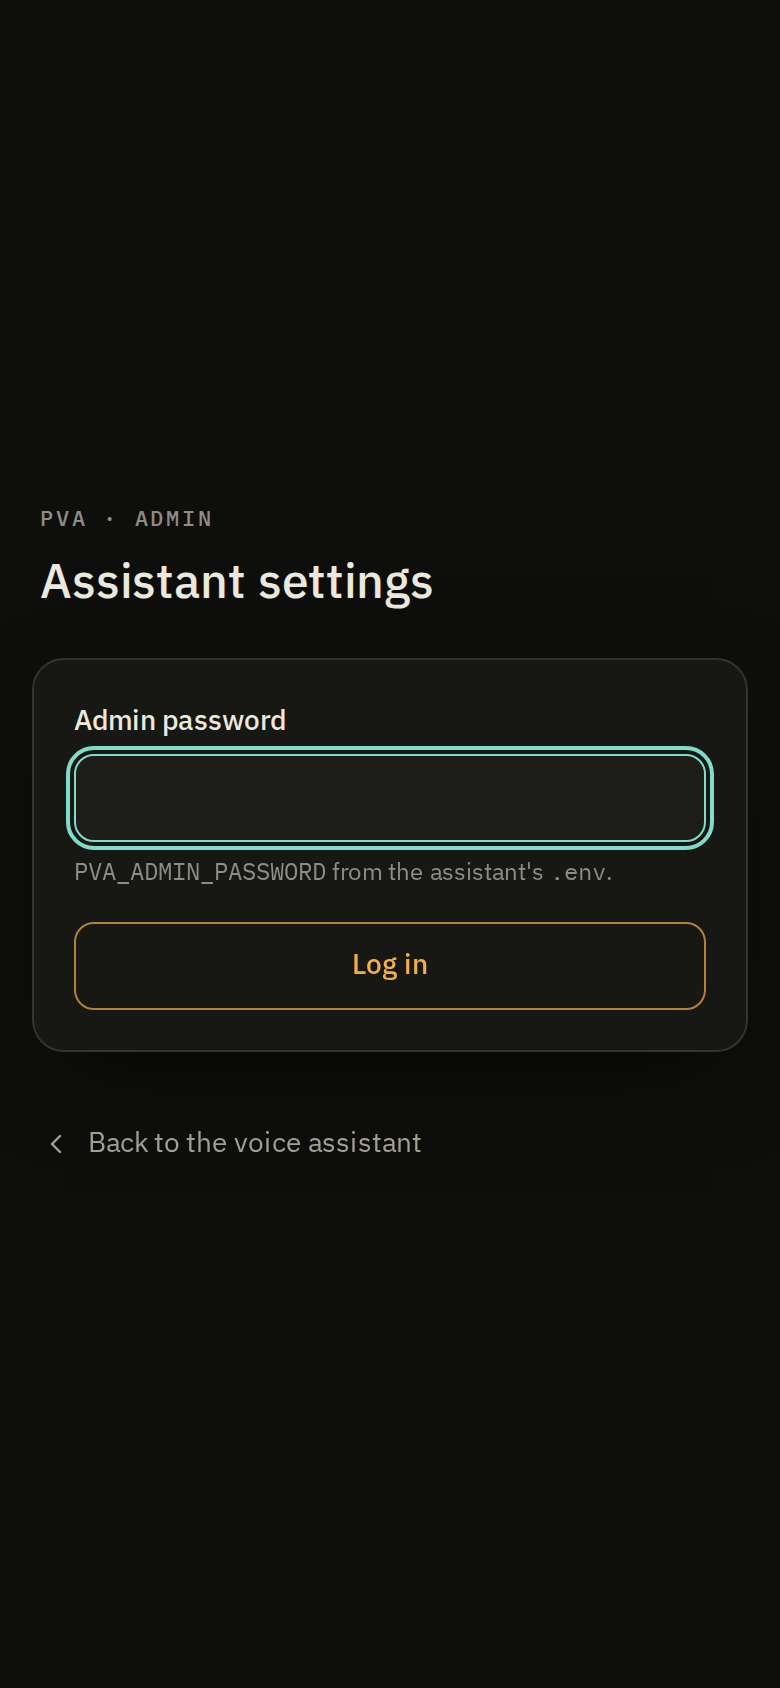 PVA · ADMIN
Assistant settings
Admin password
PVA_ADMIN_PASSWORD from the assistant's .env.
Log in
Back to the voice assistant